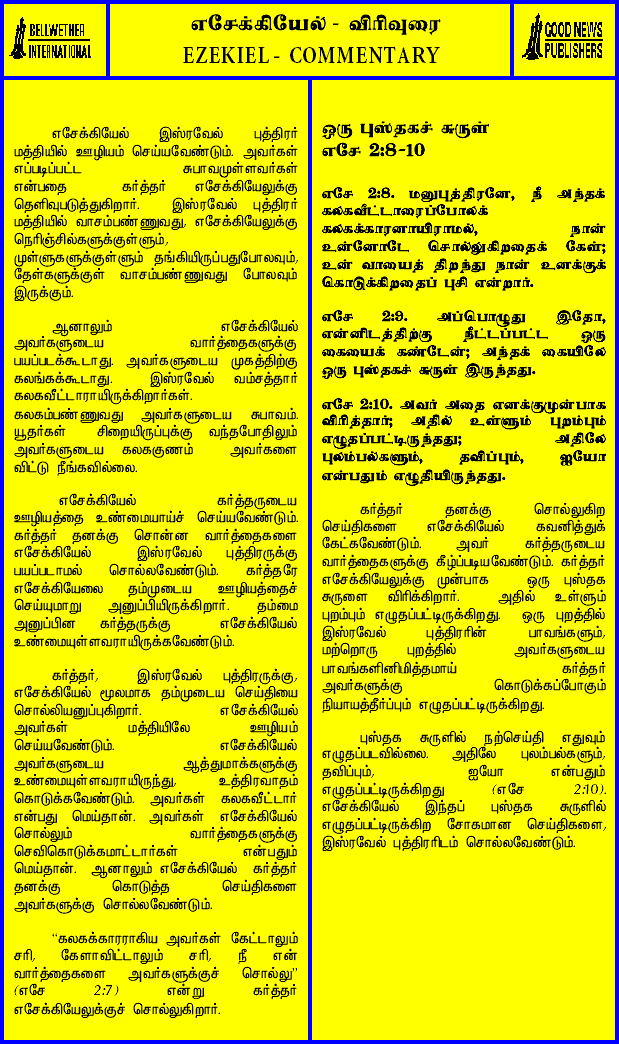 BELLWETHER
INTERNATIONAL
எசேக்கியேல் - விரிவுரை
EZEKIEL - COMMENTARY
GOOD NEWS
PUBLISHERS
எசேக்கியேல் இஸ்ரவேல் புத்திரர்
மத்தியில் ஊழியம் செய்யவேண்டும். அவர்கள்
எப்படிப்பட்ட சுபாவமுள்ளவர்கள்
என்பதை கர்த்தர் எசேக்கியேலுக்கு
தெளிவுபடுத்துகிறார். இஸ்ரவேல் புத்திரர்
மத்தியில் வாசம்பண்ணுவது, எசேக்கியேலுக்கு
நெரிஞ்சில்களுக்குள்ளும்,
முள்ளுகளுக்குள்ளும் தங்கியிருப்பதுபோலவும்,
தேள்களுக்குள் வாசம்பண்ணுவது போலவும்
இருக்கும்.
ஆனாலும் எசேக்கியேல்
அவர்களுடைய வார்த்தைகளுக்கு
பயப்படக்கூடாது. அவர்களுடைய முகத்திற்கு
கலங்கக்கூடாது. இஸ்ரவேல் வம்சத்தார்
கலகவீட்டாராயிருக்கிறார்கள்.
கலகம்பண்ணுவது அவர்களுடைய சுபாவம்.
யூதர்கள் சிறையிருப்புக்கு வந்தபோதிலும்
அவர்களுடைய கலககுணம் அவர்களை
விட்டு நீங்கவில்லை.
எசேக்கியேல் கர்த்தருடைய
ஊழியத்தை உண்மையாய்ச் செய்யவேண்டும்.
கர்த்தர் தனக்கு சொன்ன வார்த்தைகளை
எசேக்கியேல் இஸ்ரவேல் புத்திரருக்கு
பயப்படாமல் சொல்லவேண்டும். கர்த்தரே
எசேக்கியேலை தம்முடைய ஊழியத்தைச்
செய்யுமாறு அனுப்பியிருக்கிறார். தம்மை
அனுப்பின கர்த்தருக்கு எசேக்கியேல்
உண்மையுள்ளவராயிருக்கவேண்டும்.
கர்த்தர், இஸ்ரவேல் புத்திரருக்கு,
எசேக்கியேல் மூலமாக தம்முடைய செய்தியை
சொல்லியனுப்புகிறார். எசேக்கியேல்
அவர்கள் மத்தியிலே ஊழியம்
செய்யவேண்டும். எசேக்கியேல்
அவர்களுடைய ஆத்துமாக்களுக்கு
உண்மையுள்ளவராயிருந்து, உத்திரவாதம்
கொடுக்கவேண்டும். அவர்கள் கலகவீட்டார்
என்பது மெய்தான். அவர்கள் எசேக்கியேல்
சொல்லும் வார்த்தைகளுக்கு
செவிகொடுக்கமாட்டார்கள் என்பதும்
மெய்தான். ஆனாலும் எசேக்கியேல் கர்த்தர்
தனக்கு கொடுத்த செய்திகளை
அவர்களுக்கு சொல்லவேண்டும்.
“கலகக்காரராகிய அவர்கள் கேட்டாலும்
சரி, கேளாவிட்டாலும் சரி, நீ என்
வார்த்தைகளை அவர்களுக்குச் சொல்லு”
(எசே 2:7) என்று கர்த்தர்
எசேக்கியேலுக்குச் சொல்லுகிறார்.
ஒரு புஸ்தகச் சுருள்
எசே 2:8-10
எசே 2:8. மனுபுத்திரனே, நீ அந்தக்
கலகவீட்டாரைப்போலக்
கலகக்காரனாயிராமல், நான்
உன்னோடே சொல்லுகிறதைக் கேள்;
உன் வாயைத் திறந்து நான் உனக்குக்
கொடுக்கிறதைப் புசி என்றார்.
எசே 2:9. அப்பொழுது இதோ,
என்னிடத்திற்கு நீட்டப்பட்ட ஒரு
கையைக் கண்டேன்; அந்தக் கையிலே
ஒரு புஸ்தகச் சுருள் இருந்தது.
எசே 2:10. அவர் அதை எனக்குமுன்பாக
விரித்தார்; அதில் உள்ளும் புறம்பும்
எழுதப்பட்டிருந்தது; அதிலே
புலம்பல்களும், தவிப்பும், ஐயோ
என்பதும் எழுதியிருந்தது.
கர்த்தர் தனக்கு சொல்லுகிற
செய்திகளை எசேக்கியேல் கவனித்துக்
கேட்கவேண்டும். அவர் கர்த்தருடைய
வார்த்தைகளுக்கு கீழ்ப்படியவேண்டும். கர்த்தர்
எசேக்கியேலுக்கு முன்பாக ஒரு புஸ்தக
சுருளை விரிக்கிறார். அதில் உள்ளும்
புறம்பும் எழுதப்பட்டிருக்கிறது. ஒரு புறத்தில்
இஸ்ரவேல் புத்திரரின் பாவங்களும்,
மற்றொரு புறத்தில் அவர்களுடைய
பாவங்களினிமித்தமாய் கர்த்தர்
அவர்களுக்கு கொடுக்கப்போகும்
நியாயத்தீர்ப்பும் எழுதப்பட்டிருக்கிறது.
புஸ்தக சுருளில் நற்செய்தி எதுவும்
எழுதப்படவில்லை. அதிலே புலம்பல்களும்,
தவிப்பும், ஐயோ என்பதும்
எழுதப்பட்டிருக்கிறது (எசே 2:10).
எசேக்கியேல் இந்தப் புஸ்தக சுருளில்
எழுதப்பட்டிருக்கிற சோகமான செய்திகளை,
இஸ்ரவேல் புத்திரரிடம் சொல்லவேண்டும்.